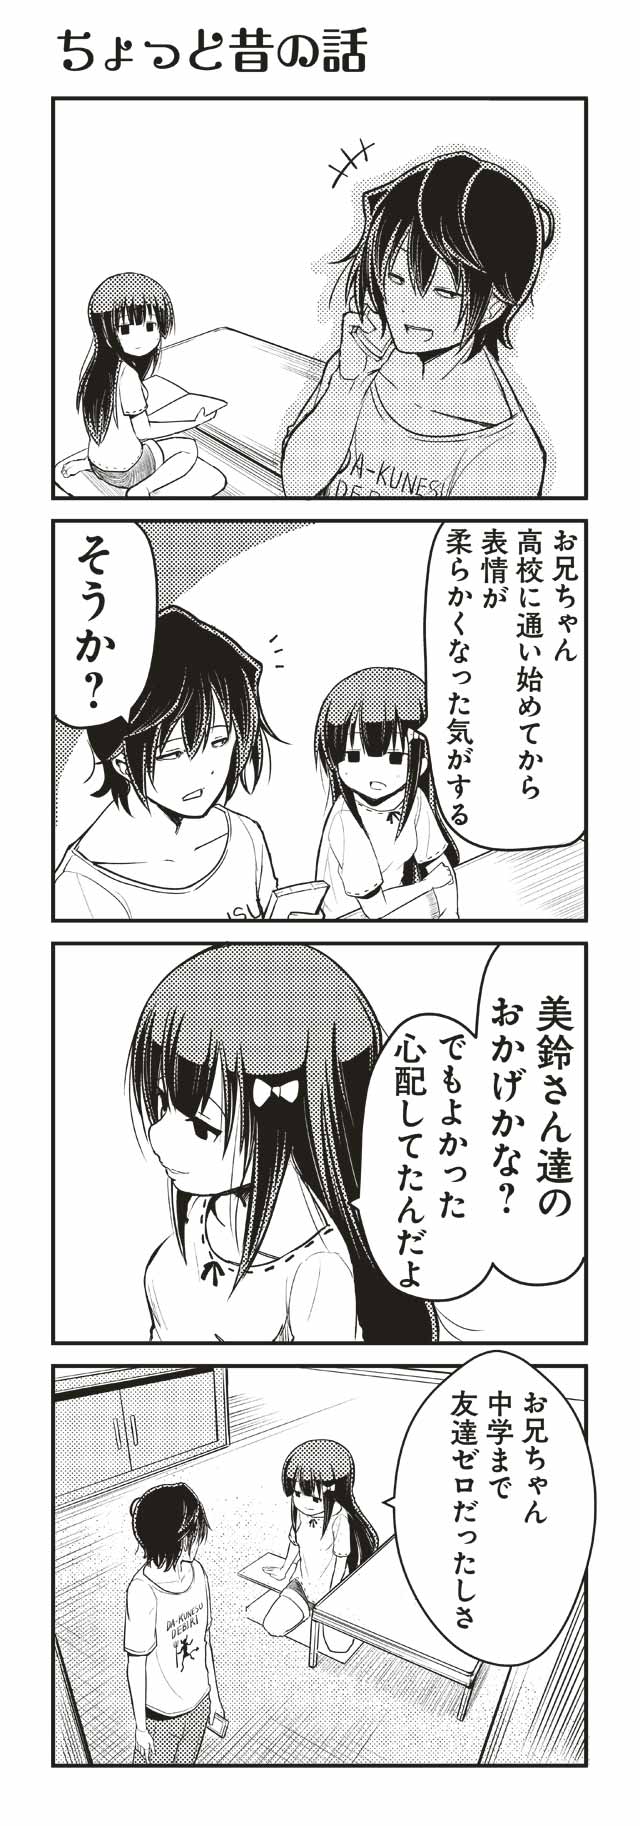 ちょっと昔の話
DA-KUNESU
DEBIKI
お兄ちゃん
高校に通い始めてから
表情が
柔らかくなった気がする
そうか?
ISU
美鈴さん達の
おかげかな?
でもよかった
心配してたんだよ
お兄ちゃん
中学まで
友達ゼロだったしさ
DA-KUNESU
DEBIKI